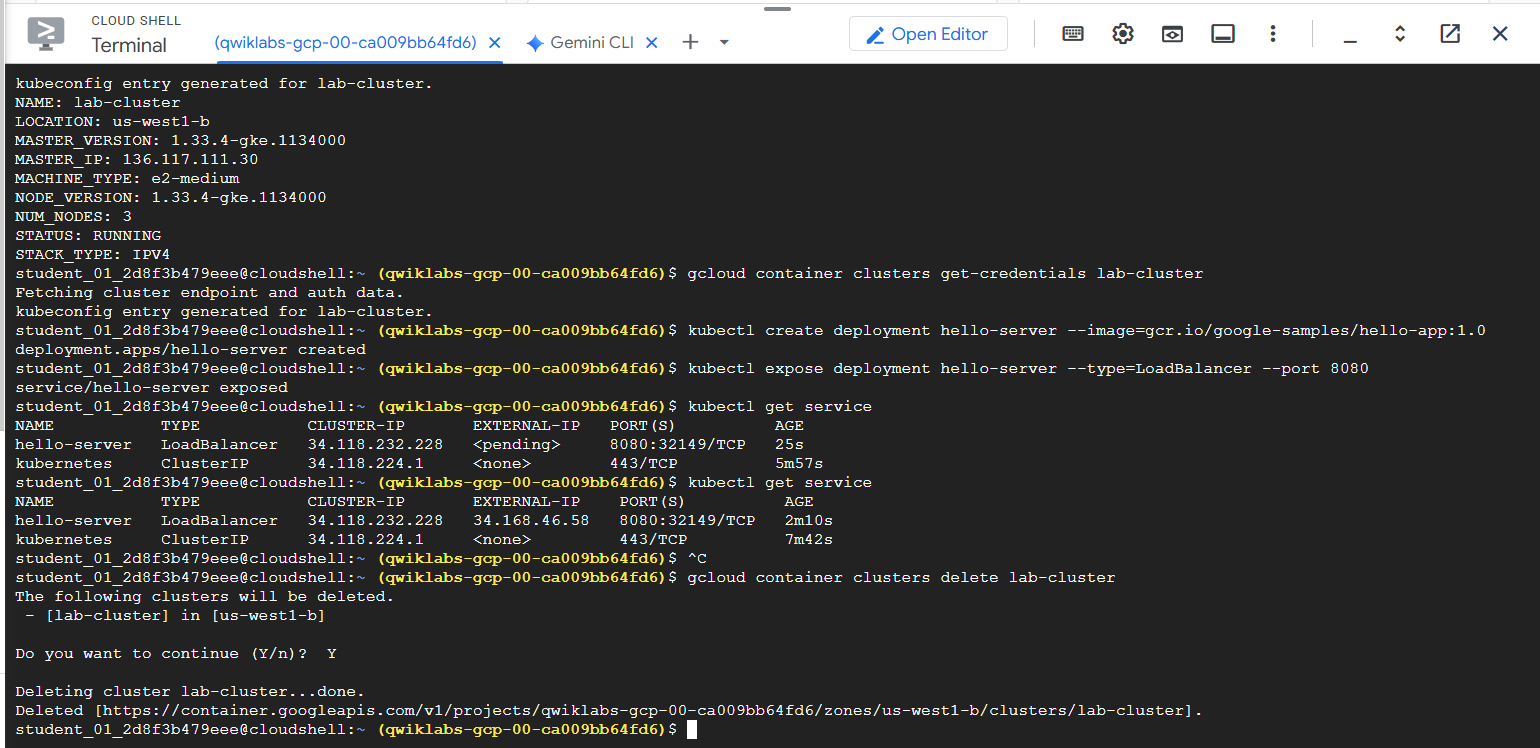 CLOUD SHELL
Terminal
(qwiklabs-gcp-00-ca009bb64fd6)
Gemini CLI
Open Editor
kubeconfig entry generated for lab-cluster.
NAME: lab-cluster
LOCATION: us-west1-b
MASTER_VERSION: 1.33.4-gke.1134000
MASTER_IP: 136.117.111.30
MACHINE_TYPE: e2-medium
NODE_VERSION: 1.33.4-gke.1134000
NUM_NODES: 3
STATUS: RUNNING
STACK_TYPE: IPV4
student_01_2d8f3b479eee@cloudshell:~ (qwiklabs-gcp-00-ca009bb64fd6)$ gcloud container clusters get-credentials lab-cluster
Fetching cluster endpoint and auth data.
kubeconfig entry generated for lab-cluster.
student_01_2d8f3b479eee@cloudshell:~ (qwiklabs-gcp-00-ca009bb64fd6)$ kubectl create deployment hello-server --image=gcr.io/google-samples/hello-app:1.0
deployment.apps/hello-server created
student_01_2d8f3b479eee@cloudshell:~ (qwiklabs-gcp-00-ca009bb64fd6)$ kubectl expose deployment hello-server --type=LoadBalancer --port 8080
service/hello-server exposed
student_01_2d8f3b479eee@cloudshell:~ (qwiklabs-gcp-00-ca009bb64fd6)$ kubectl get service
NAME           TYPE           CLUSTER-IP       EXTERNAL-IP   PORT(S)          AGE
hello-server   LoadBalancer   34.118.232.228   <pending>     8080:32149/TCP   25s
kubernetes     ClusterIP      34.118.224.1     <none>        443/TCP          5m57s
student_01_2d8f3b479eee@cloudshell:~ (qwiklabs-gcp-00-ca009bb64fd6)$ kubectl get service
NAME           TYPE           CLUSTER-IP       EXTERNAL-IP    PORT(S)          AGE
hello-server   LoadBalancer   34.118.232.228   34.168.46.58   8080:32149/TCP   2m10s
kubernetes     ClusterIP      34.118.224.1     <none>         443/TCP          7m42s
student_01_2d8f3b479eee@cloudshell:~ (qwiklabs-gcp-00-ca009bb64fd6)$ ^C
student_01_2d8f3b479eee@cloudshell:~ (qwiklabs-gcp-00-ca009bb64fd6)$ gcloud container clusters delete lab-cluster
The following clusters will be deleted.
 - [lab-cluster] in [us-west1-b]
Do you want to continue (Y/n)?  Y
Deleting cluster lab-cluster...done.
Deleted [https://container.googleapis.com/v1/projects/qwiklabs-gcp-00-ca009bb64fd6/zones/us-west1-b/clusters/lab-cluster].
student_01_2d8f3b479eee@cloudshell:~ (qwiklabs-gcp-00-ca009bb64fd6)$